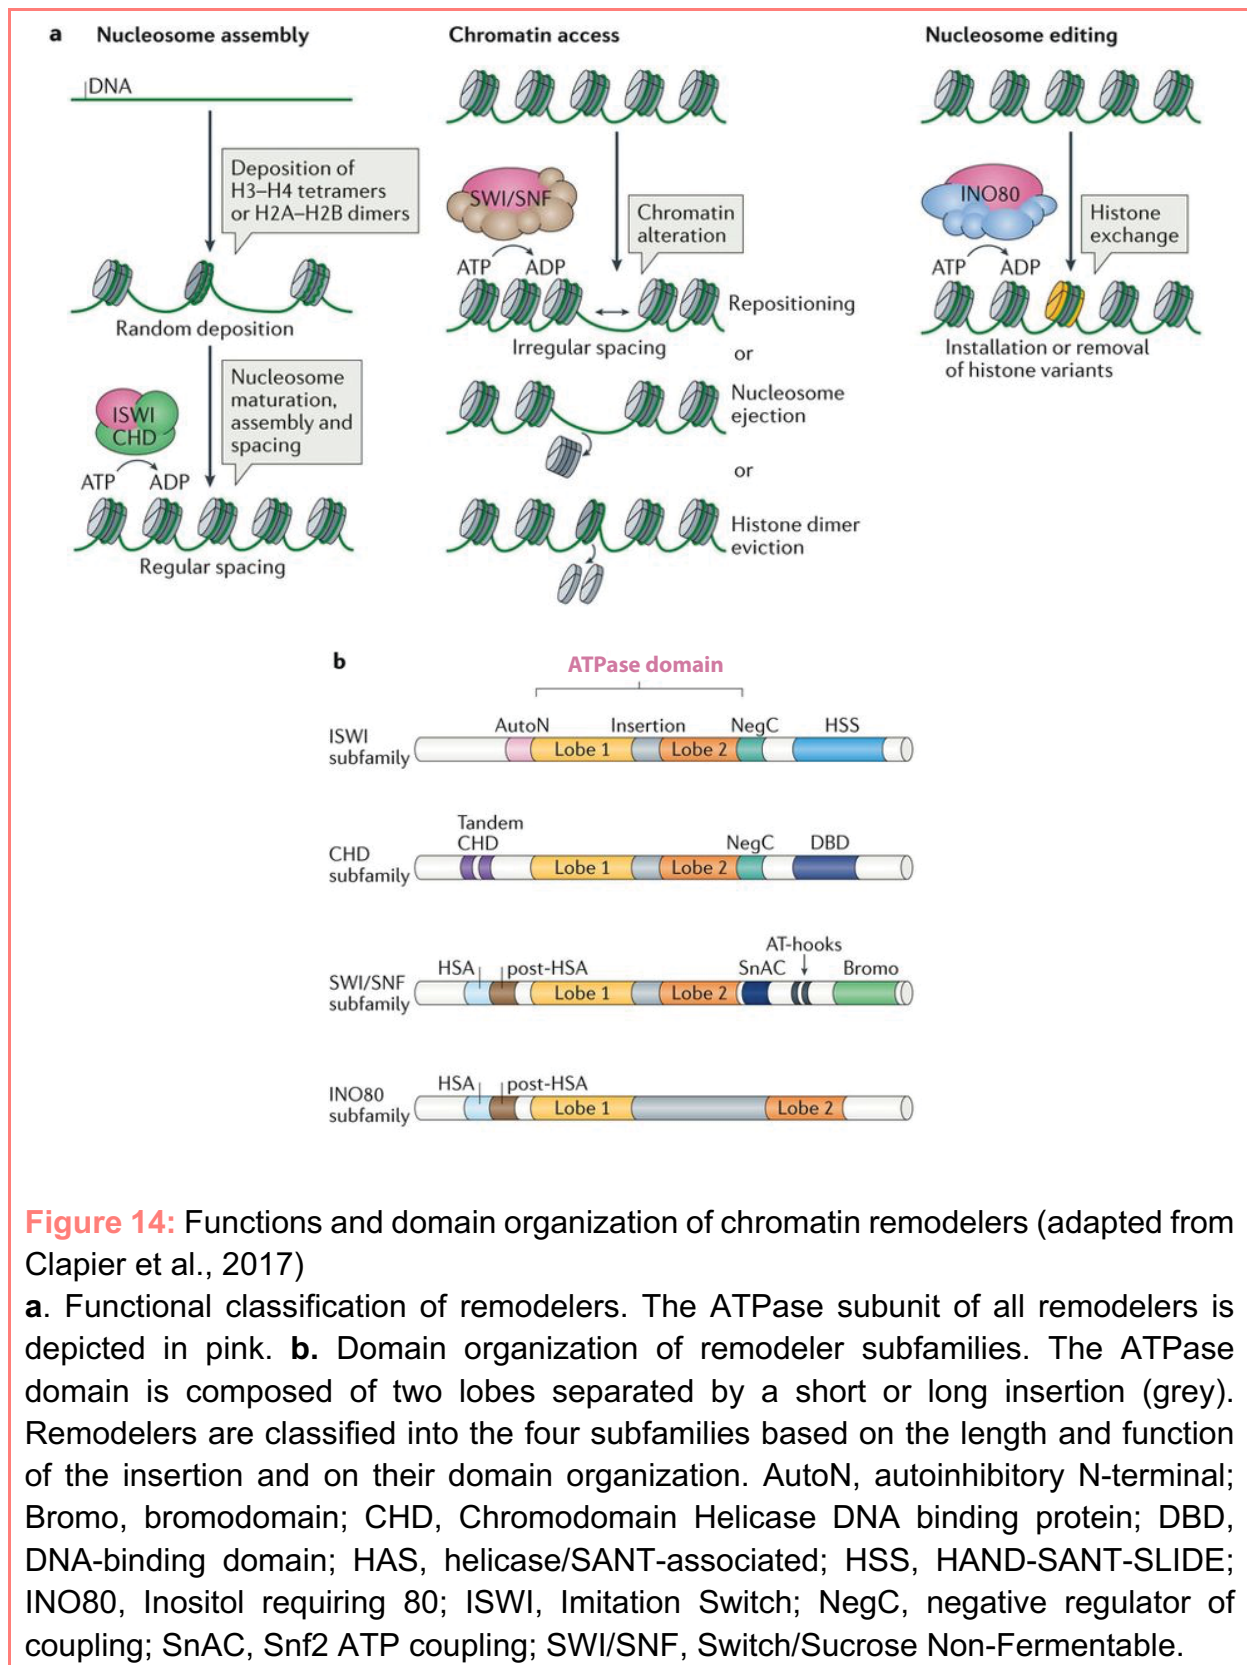 a Nucleosome assembly
DNA
Deposition of
H3–H4 tetramers
or H2A–H2B dimers
Random deposition
Nucleosome
maturation,
assembly and
spacing
ISWI
CHD
ATP ADP
Regular spacing
Chromatin access
SWI/SNF
Chromatin
alteration
ATP ADP
Repositioning
Irregular spacing
or
Nucleosome
ejection
or
Histone dimer
eviction
Nucleosome editing
INO80
Histone
exchange
ATP ADP
Installation or removal
of histone variants
b
ATPase domain
AutoN Insertion NegC HSS
ISWI
subfamily
Lobe 1 Lobe 2
Tandem
CHD NegC DBD
CHD
subfamily
Lobe 1 Lobe 2
AT-hooks
HSA post-HSA SnAC Bromo
SWI/SNF
subfamily
Lobe 1 Lobe 2
HSA post-HSA
INO80
subfamily
Lobe 1 Lobe 2
Figure 14: Functions and domain organization of chromatin remodelers (adapted from
Clapier et al., 2017)
a. Functional classification of remodelers. The ATPase subunit of all remodelers is
depicted in pink. b. Domain organization of remodeler subfamilies. The ATPase
domain is composed of two lobes separated by a short or long insertion (grey).
Remodelers are classified into the four subfamilies based on the length and function
of the insertion and on their domain organization. AutoN, autoinhibitory N-terminal;
Bromo, bromodomain; CHD, Chromodomain Helicase DNA binding protein; DBD,
DNA-binding domain; HAS, helicase/SANT-associated; HSS, HAND-SANT-SLIDE;
INO80, Inositol requiring 80; ISWI, Imitation Switch; NegC, negative regulator of
coupling; SnAC, Snf2 ATP coupling; SWI/SNF, Switch/Sucrose Non-Fermentable.